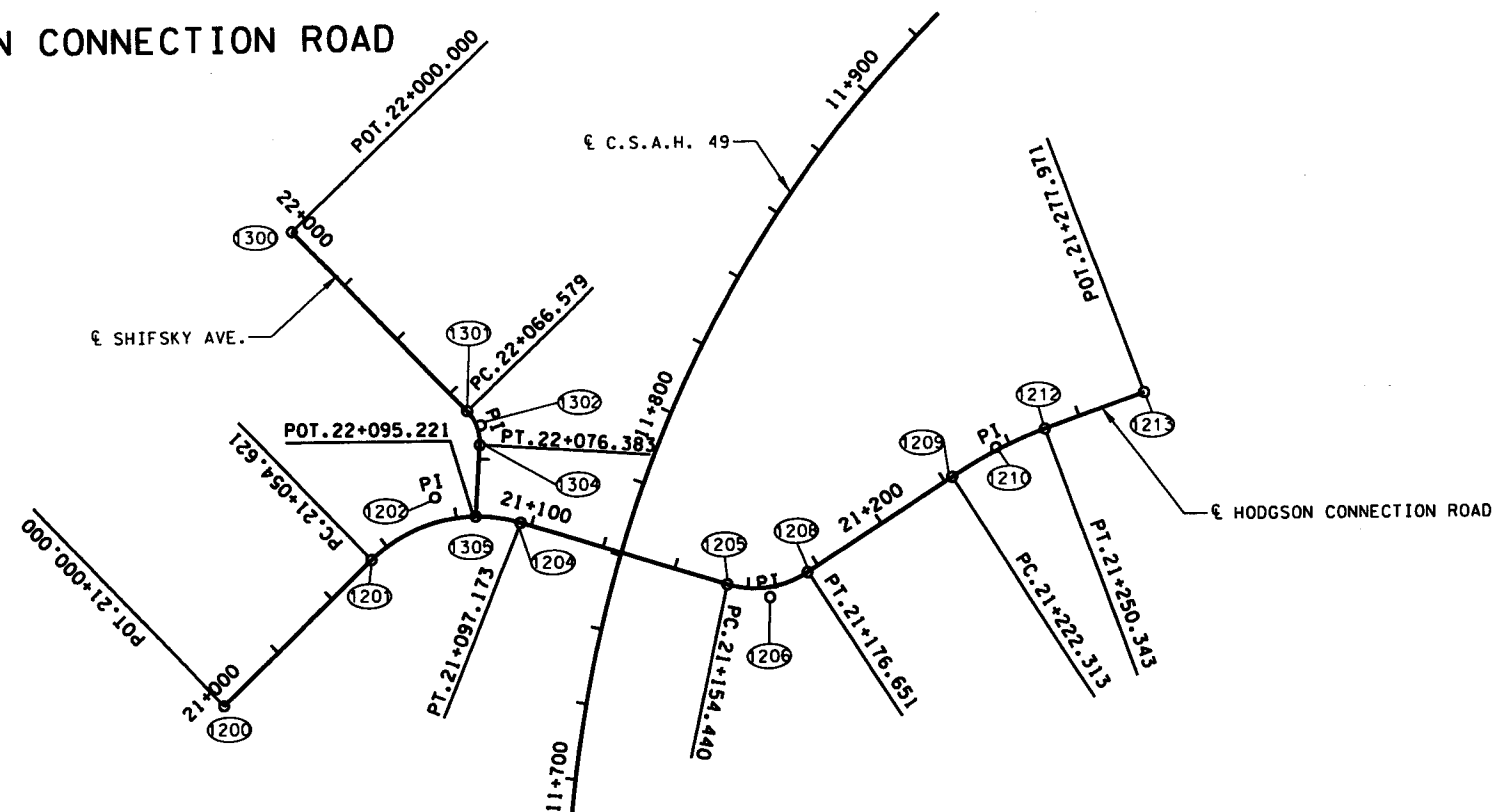 N CONNECTION ROAD
POT.22+000.000
11+900
℄ C.S.A.H. 49
POT.21+277.971
22+000
1300
℄ SHIFSKY AVE.
1301
PC.22+066.579
PI
1302
11+800
POT.22+095.221
PT.22+076.383
1304
1212
1213
1209
PI
1210
PC.21+054.621
PI
1202
21+100
21+200
℄ HODGSON CONNECTION ROAD
POT.21+000.000
1201
1305
1204
1205
1208
PI
1206
PT.21+097.173
PC.21+154.440
PT.21+176.651
PC.21+222.313
PT.21+250.343
21+000
1200
11+700